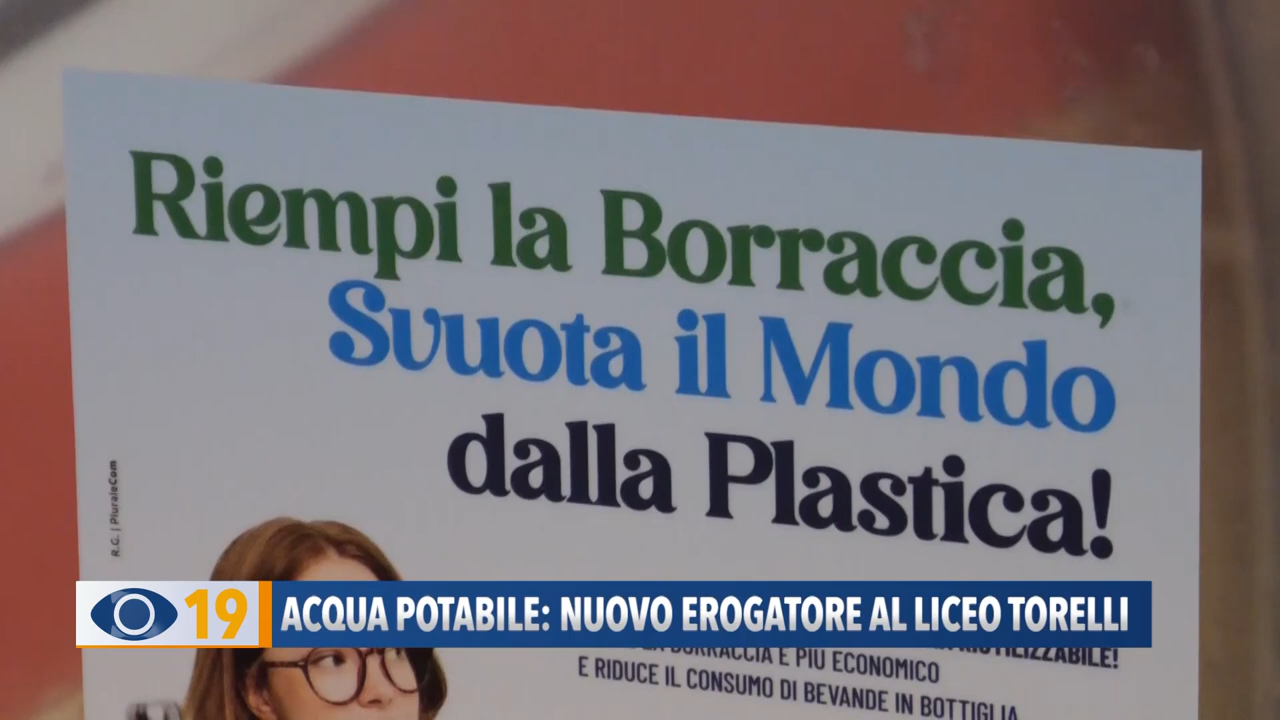 Riempi la Borraccia,
Svuota il Mondo
dalla Plastica!
R.G. | PluraleCom
19
ACQUA POTABILE: NUOVO EROGATORE AL LICEO TORELLI
BORRACCIA È PIÙ ECONOMICO
E RIDUCE IL CONSUMO DI BEVANDE IN BOTTIGLIA